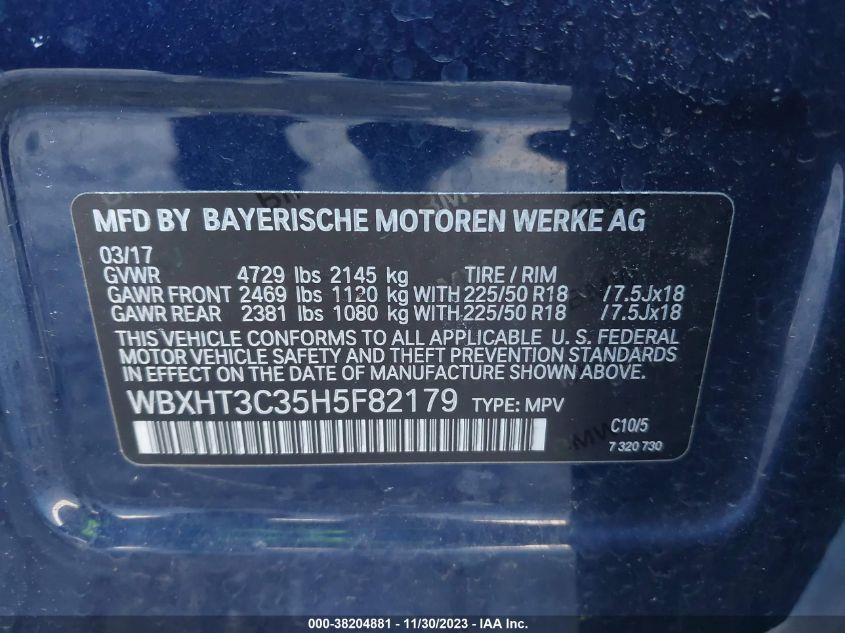 MFD BY BAYERISCHE MOTOREN WERKE AG
03/17
GVWR 4729 lbs 2145 kg TIRE / RIM
GAWR FRONT 2469 lbs 1120 kg WITH 225/50 R18 /7.5Jx18
GAWR REAR 2381 lbs 1080 kg WITH 225/50 R18 /7.5Jx18
THIS VEHICLE CONFORMS TO ALL APPLICABLE U. S. FEDERAL
MOTOR VEHICLE SAFETY AND THEFT PREVENTION STANDARDS
IN EFFECT ON THE DATE OF MANUFACTURE SHOWN ABOVE.
WBXHT3C35H5F82179 TYPE: MPV
C10/5
7 320 730
000-38204881 - 11/30/2023 - IAA Inc.